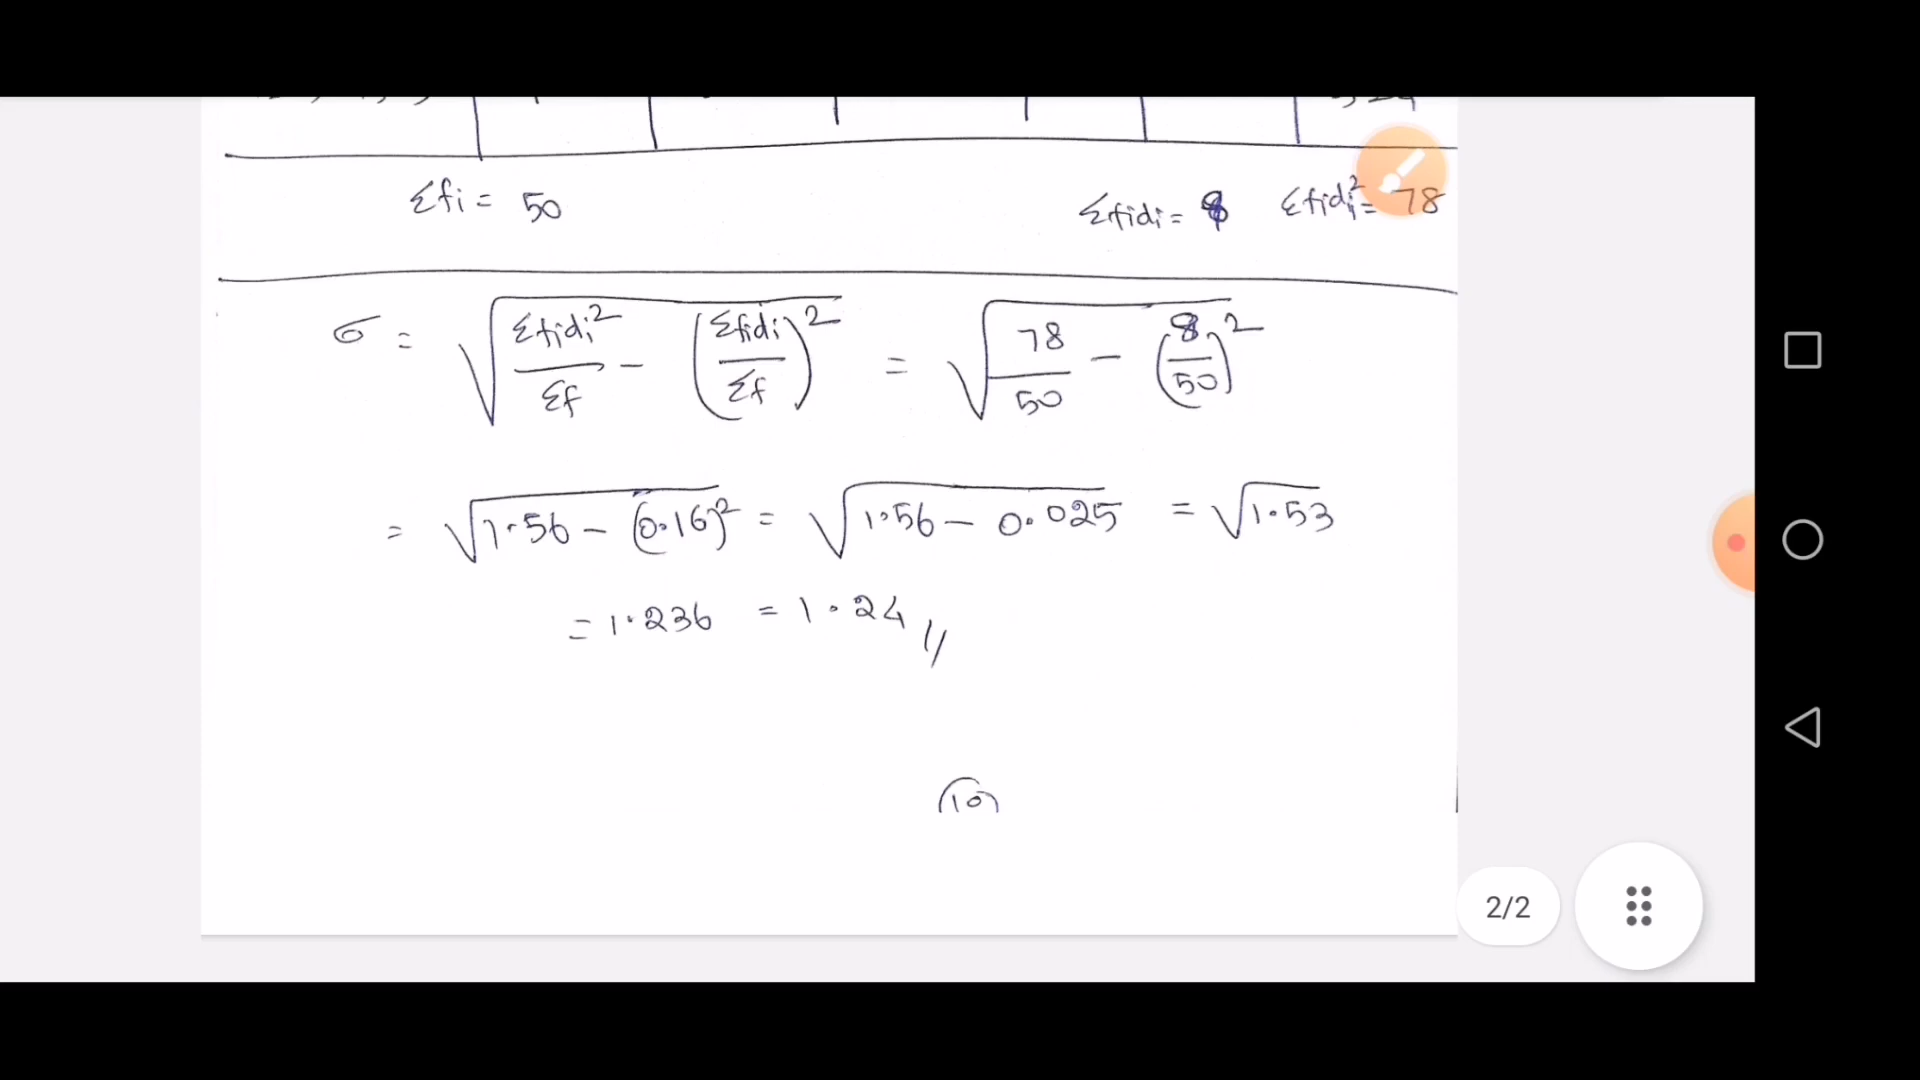 Σfi = 50
Σfidi = 8 Σfidi² = 78
σ = √(Σfidi²/Σf − (Σfidi/Σf)²) = √(78/50 − (8/50)²)
= √(1.56 − (0.16)²) = √(1.56 − 0.025) = √1.53
= 1.236 = 1.24 //
10
2/2